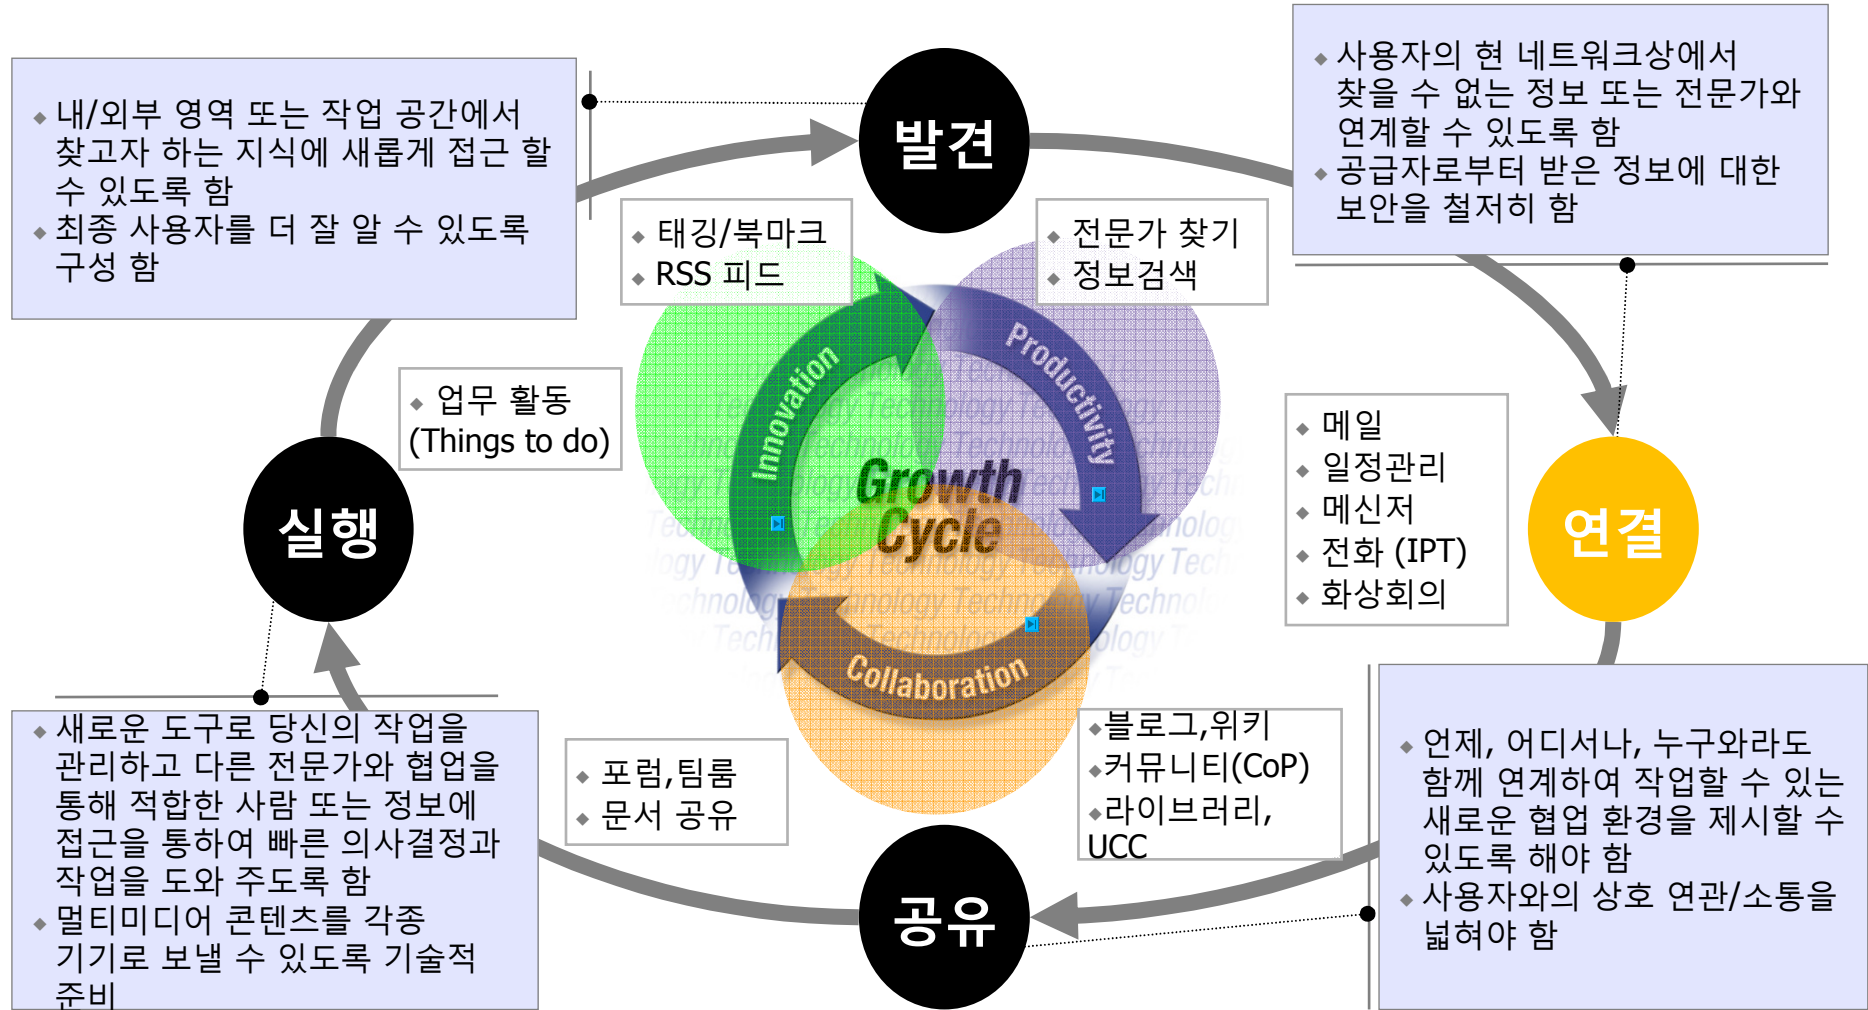 ◆ 내/외부 영역 또는 작업 공간에서
찾고자 하는 지식에 새롭게 접근 할
수 있도록 함
◆ 최종 사용자를 더 잘 알 수 있도록
구성 함
발견
◆ 사용자의 현 네트워크상에서
찾을 수 없는 정보 또는 전문가와
연계할 수 있도록 함
◆ 공급자로부터 받은 정보에 대한
보안을 철저히 함
◆ 태깅/북마크
◆ RSS 피드
◆ 전문가 찾기
◆ 정보검색
◆ 업무 활동
(Things to do)
실행
Innovation
Productivity
Growth
Cycle
Collaboration
◆ 메일
◆ 일정관리
◆ 메신저
◆ 전화 (IPT)
◆ 화상회의
연결
◆ 새로운 도구로 당신의 작업을
관리하고 다른 전문가와 협업을
통해 적합한 사람 또는 정보에
접근을 통하여 빠른 의사결정과
작업을 도와 주도록 함
◆ 멀티미디어 콘텐츠를 각종
기기로 보낼 수 있도록 기술적
준비
◆ 포럼,팀룸
◆ 문서 공유
◆블로그,위키
◆커뮤니티(CoP)
◆라이브러리,
UCC
공유
◆ 언제, 어디서나, 누구와라도
함께 연계하여 작업할 수 있는
새로운 협업 환경을 제시할 수
있도록 해야 함
◆ 사용자와의 상호 연관/소통을
넓혀야 함